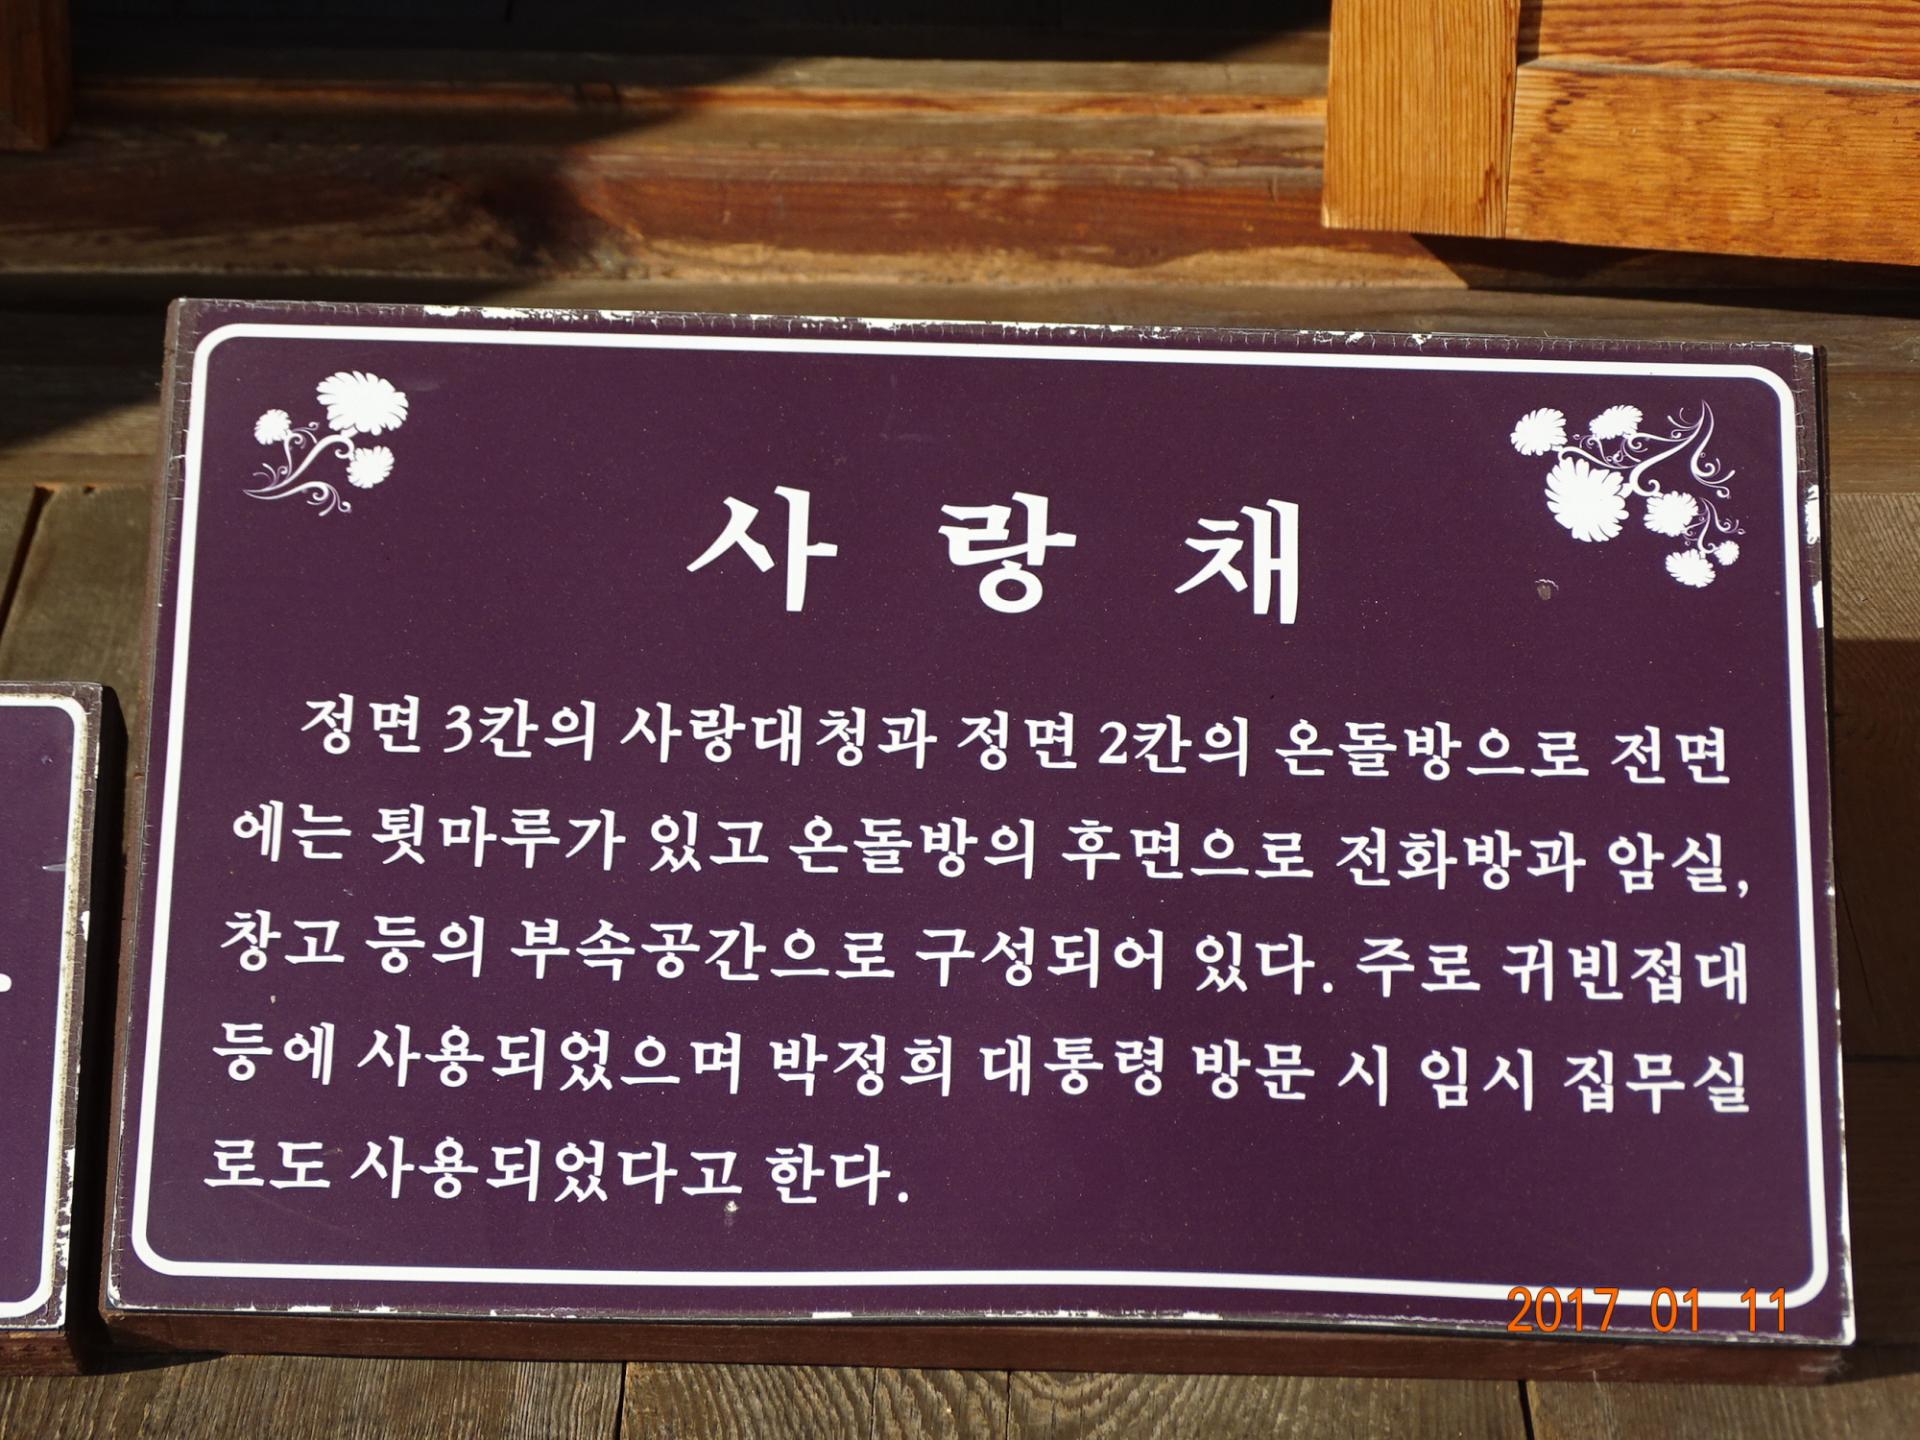 사 랑 채
정면 3칸의 사랑대청과 정면 2칸의 온돌방으로 전면
에는 툇마루가 있고 온돌방의 후면으로 전화방과 암실,
창고 등의 부속공간으로 구성되어 있다. 주로 귀빈접대
등에 사용되었으며 박정희 대통령 방문 시 임시 집무실
로도 사용되었다고 한다.
2017 01 11